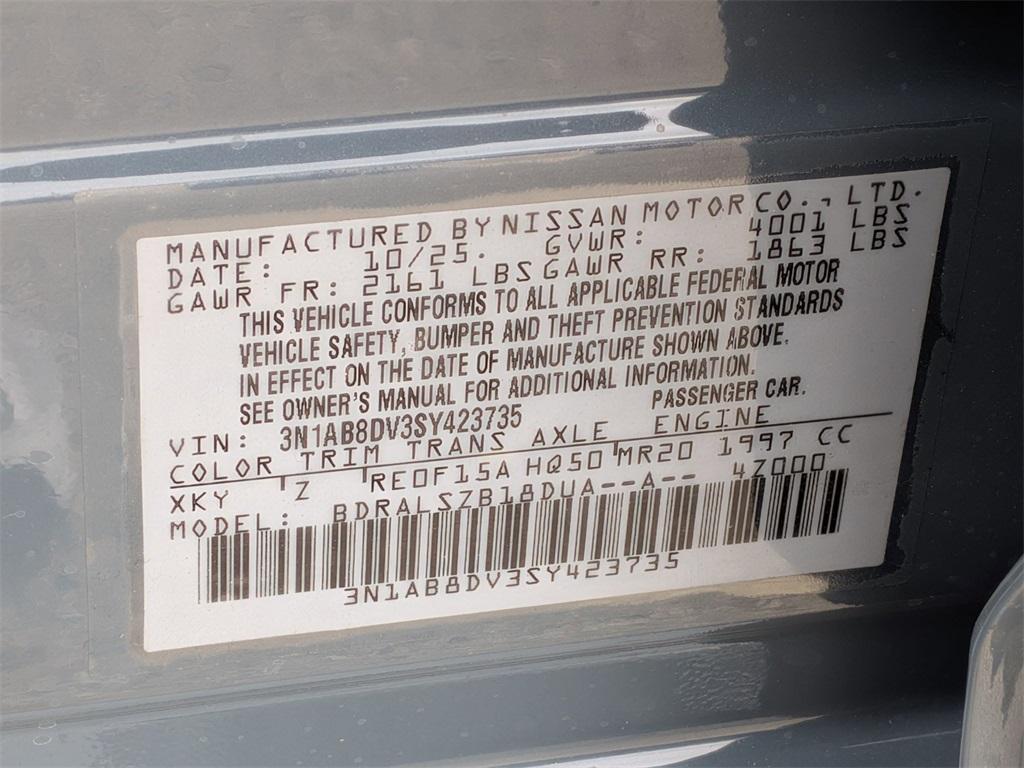 MANUFACTURED BY NISSAN MOTOR CO., LTD.
DATE: 10/25. GVWR: 4001 LBS
GAWR FR: 2161 LBS GAWR RR: 1863 LBS
THIS VEHICLE CONFORMS TO ALL APPLICABLE FEDERAL MOTOR
VEHICLE SAFETY, BUMPER AND THEFT PREVENTION STANDARDS
IN EFFECT ON THE DATE OF MANUFACTURE SHOWN ABOVE.
SEE OWNER'S MANUAL FOR ADDITIONAL INFORMATION.
VIN: 3N1AB8DV3SY423735 PASSENGER CAR.
COLOR TRIM TRANS AXLE ENGINE
XKY Z RE0F15A HQ50 MR20 1997 CC
MODEL: BDRALSZB18DUA--A-- 4Z000
3N1AB8DV3SY423735